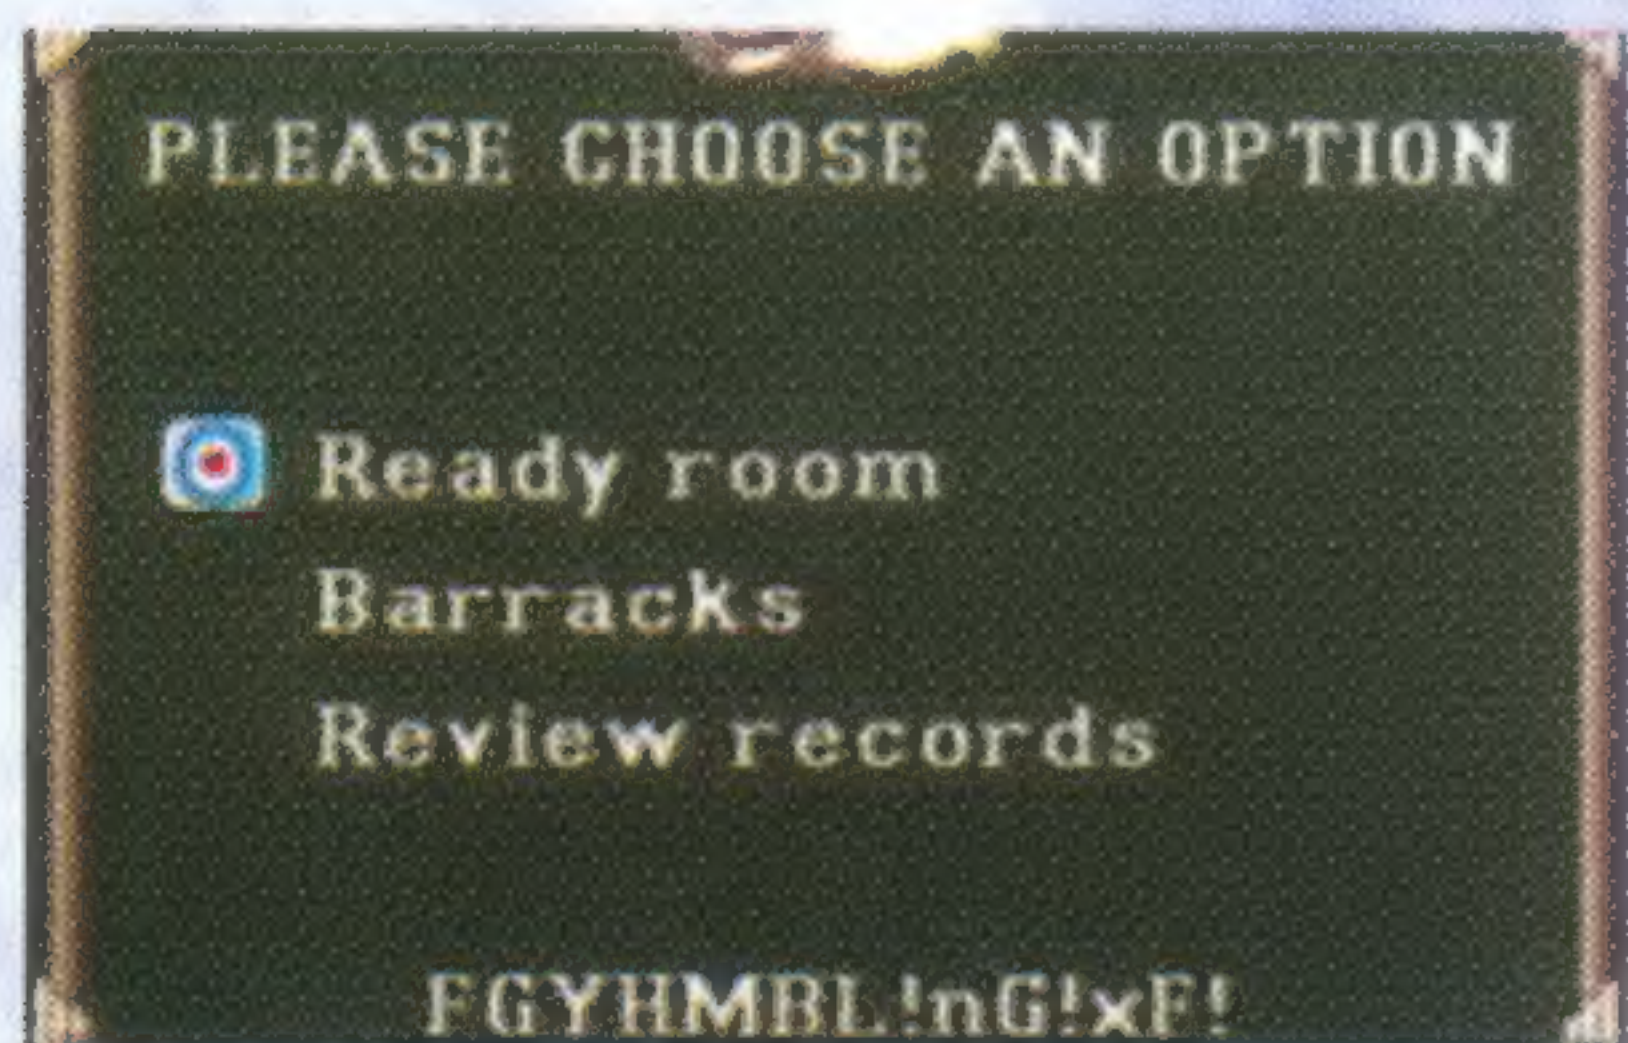 PLEASE CHOOSE AN OPTION
Ready room
Barracks
Review records
FGYHMBL!nG!xF!